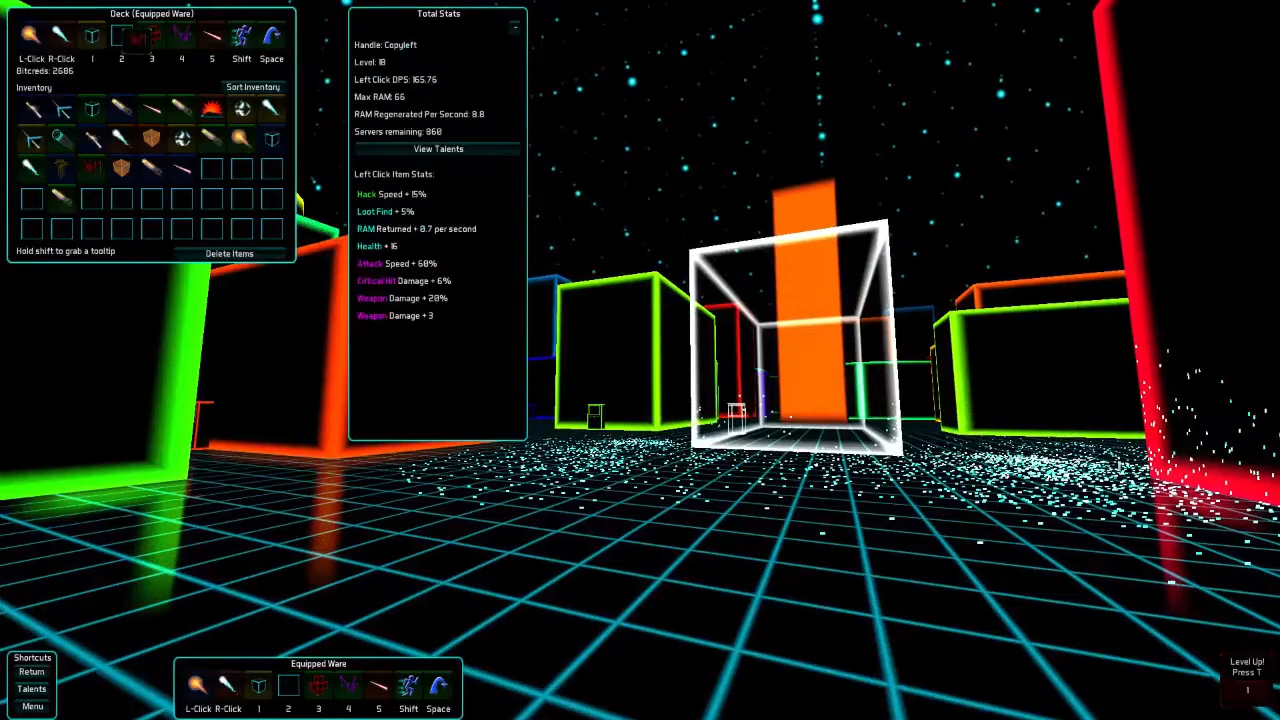 Deck (Equipped Ware)
L-Click R-Click 1 2 3 4 5 Shift Space
Bitcreds: 2686
Inventory
Sort Inventory
Hold shift to grab a tooltip
Delete Items
Total Stats
-
Handle: Copyleft
Level: 18
Left Click DPS: 165.76
Max RAM: 66
RAM Regenerated Per Second: 8.8
Servers remaining: 860
View Talents
Left Click Item Stats:
Hack Speed + 15%
Loot Find + 5%
RAM Returned + 0.7 per second
Health + 16
Attack Speed + 60%
Critical Hit Damage + 6%
Weapon Damage + 20%
Weapon Damage + 3
Shortcuts
Return
Talents
Menu
Equipped Ware
L-Click R-Click 1 2 3 4 5 Shift Space
Level Up!
Press T
1